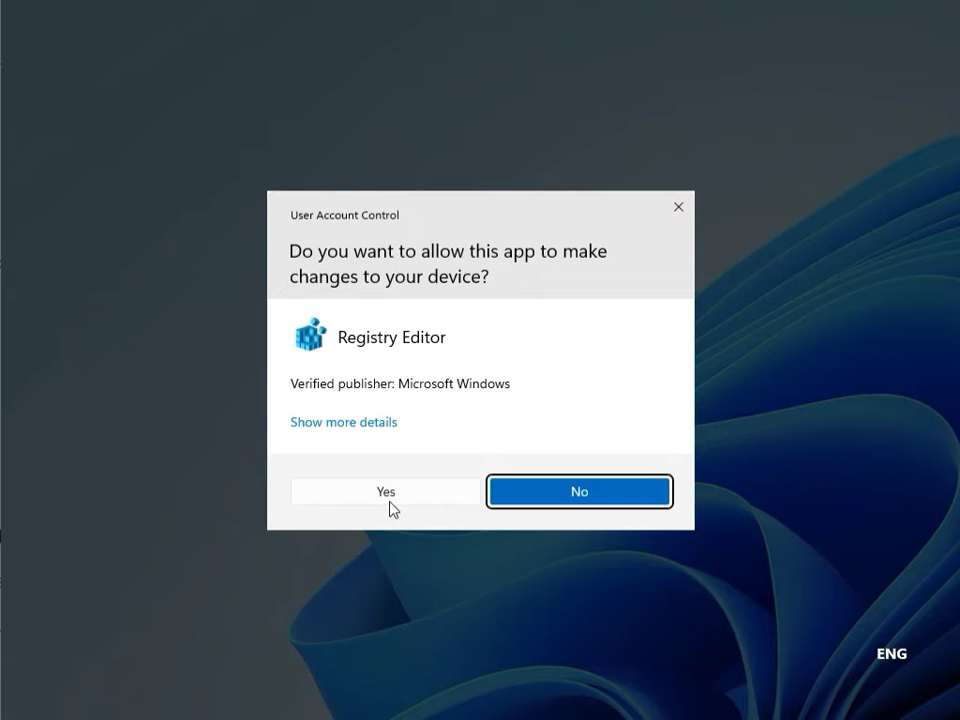 User Account Control
Do you want to allow this app to make
changes to your device?
Registry Editor
Verified publisher: Microsoft Windows
Show more details
Yes
No
ENG